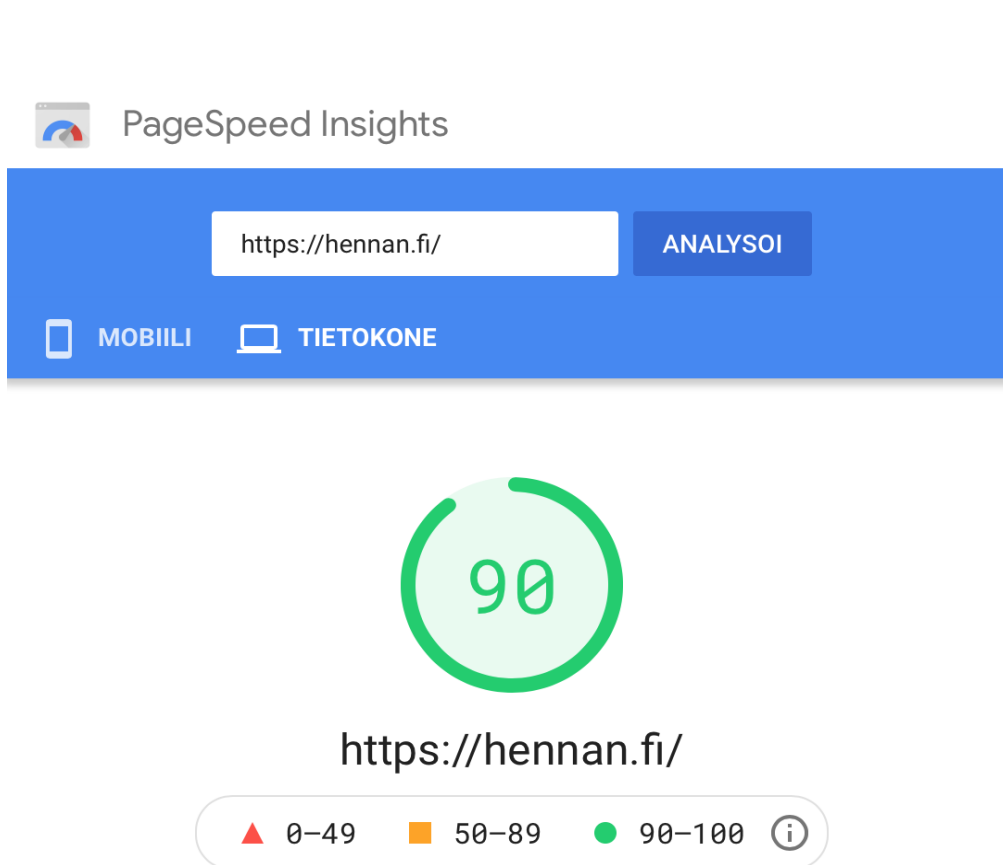 PageSpeed Insights
https://hennan.fi/ ANALYSOI
MOBIILI TIETOKONE
90
https://hennan.fi/
0–49 50–89 90–100